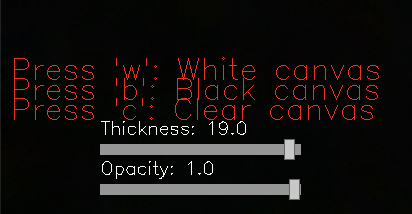 Press 'w': White canvas
Press 'b': Black canvas
Press 'c': Clear canvas
Thickness: 19.0
Opacity: 1.0